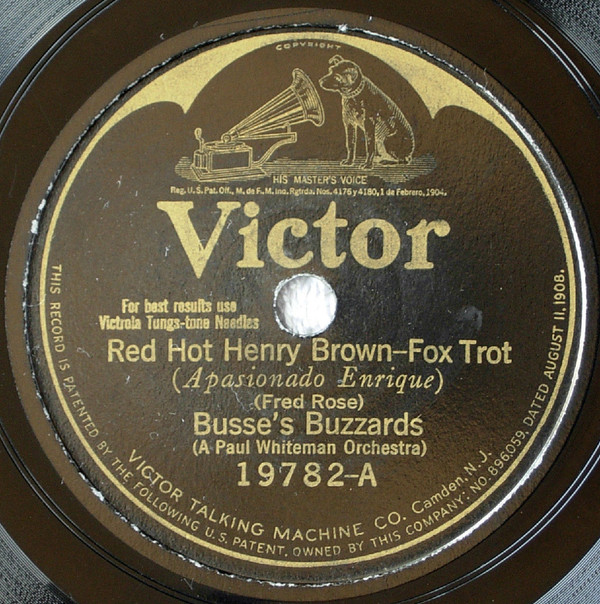 COPYRIGHT
HIS MASTER'S VOICE
Reg. U.S. Pat. Off., M. de F. M. Ind. Rgtrda. Nos. 4176 y 4180, 1 de Febrero, 1904.
Victor
For best results use
Victrola Tungs-tone Needles
Red Hot Henry Brown-Fox Trot
(Apasionado Enrique)
(Fred Rose)
Busse's Buzzards
(A Paul Whiteman Orchestra)
19782-A
VICTOR TALKING MACHINE CO. Camden, N.J.
THIS RECORD IS PATENTED BY THE FOLLOWING U.S. PATENT, OWNED BY THIS COMPANY: NO. 896,059, DATED AUGUST 11, 1908.